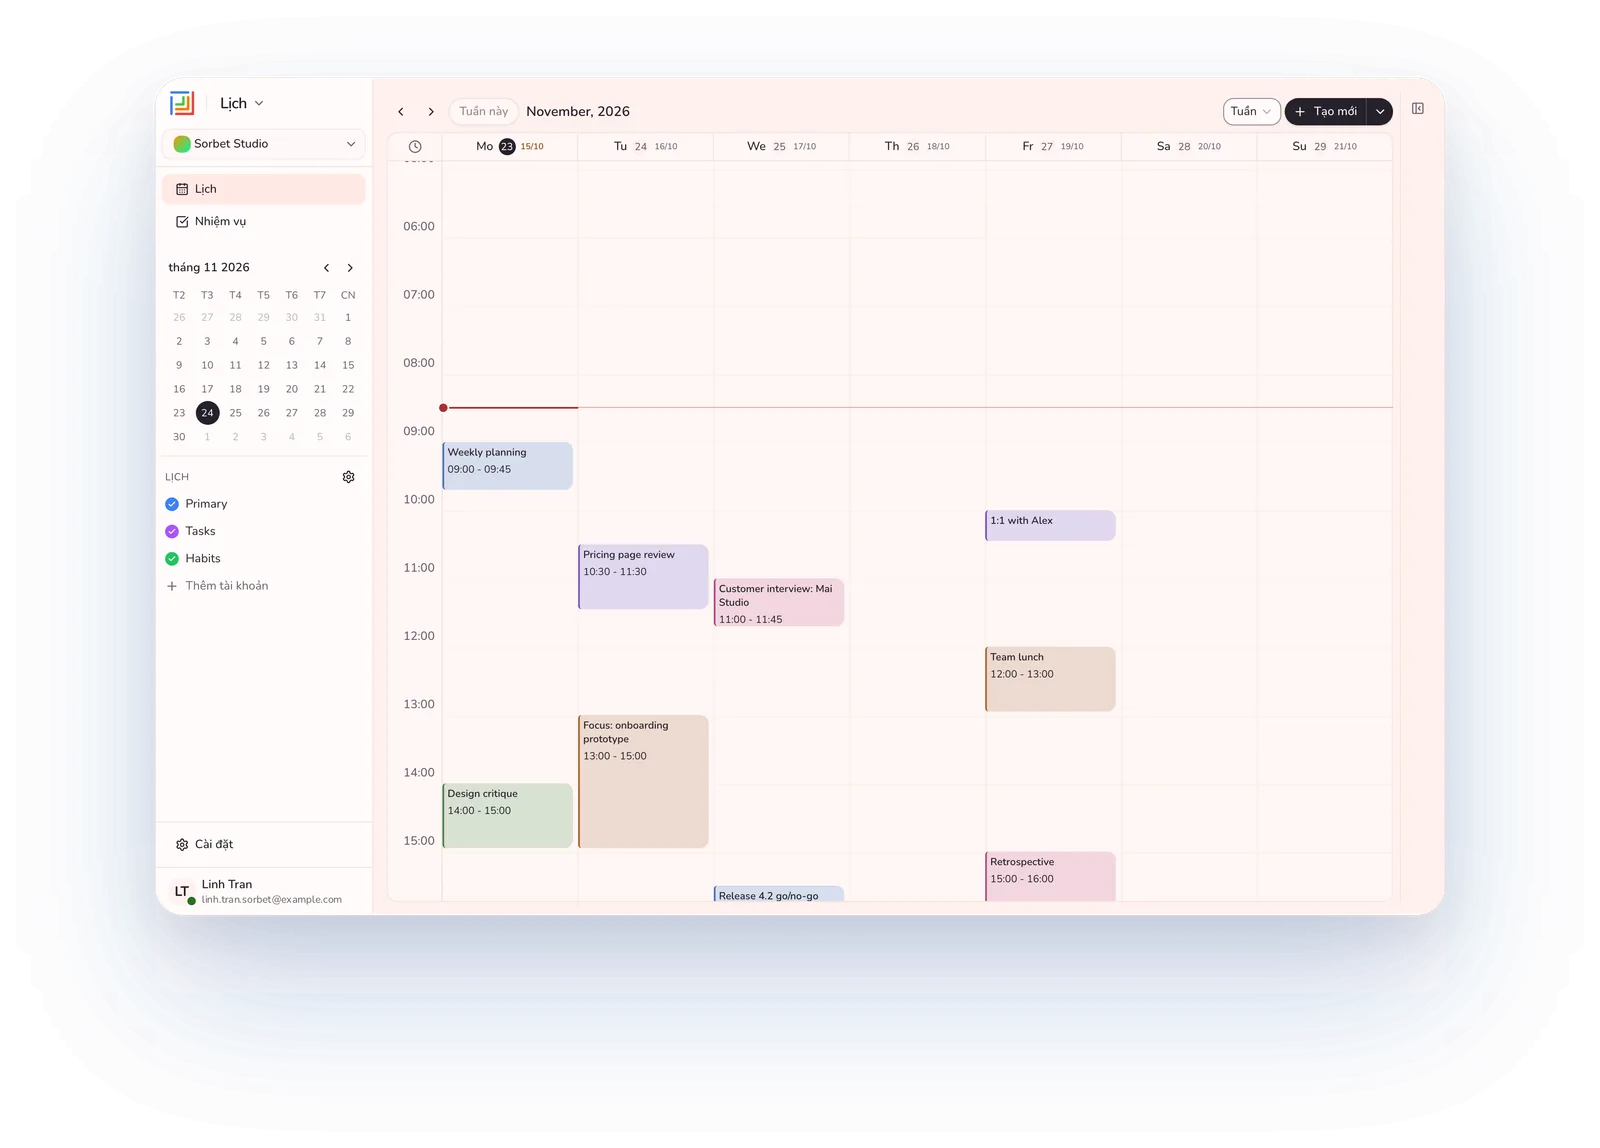 Lịch
Sorbet Studio
Lịch
Nhiệm vụ
tháng 11 2026
T2 T3 T4 T5 T6 T7 CN
26 27 28 29 30 31 1
2 3 4 5 6 7 8
9 10 11 12 13 14 15
16 17 18 19 20 21 22
23 24 25 26 27 28 29
30 1 2 3 4 5 6
LỊCH
Primary
Tasks
Habits
Thêm tài khoản
Cài đặt
LT
Linh Tran
linh.tran.sorbet@example.com
Tuần này
November, 2026
Tuần
Tạo mới
Mo 23 15/10
Tu 24 16/10
We 25 17/10
Th 26 18/10
Fr 27 19/10
Sa 28 20/10
Su 29 21/10
06:00
07:00
08:00
09:00
10:00
11:00
12:00
13:00
14:00
15:00
Weekly planning
09:00 - 09:45
Design critique
14:00 - 15:00
Pricing page review
10:30 - 11:30
Focus: onboarding
prototype
13:00 - 15:00
Customer interview: Mai
Studio
11:00 - 11:45
Release 4.2 go/no-go
1:1 with Alex
Team lunch
12:00 - 13:00
Retrospective
15:00 - 16:00